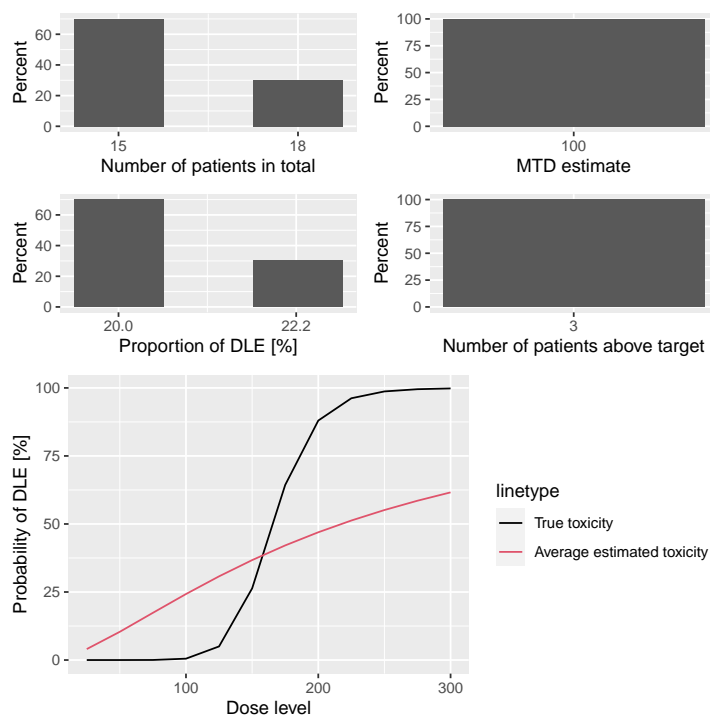 Percent
60
40
20
0
15
18
Number of patients in total
Percent
100
75
50
25
0
100
MTD estimate
Percent
60
40
20
0
20.0
22.2
Proportion of DLE [%]
Percent
100
75
50
25
0
3
Number of patients above target
Probability of DLE [%]
100
75
50
25
0
100
200
300
Dose level
linetype
True toxicity
Average estimated toxicity